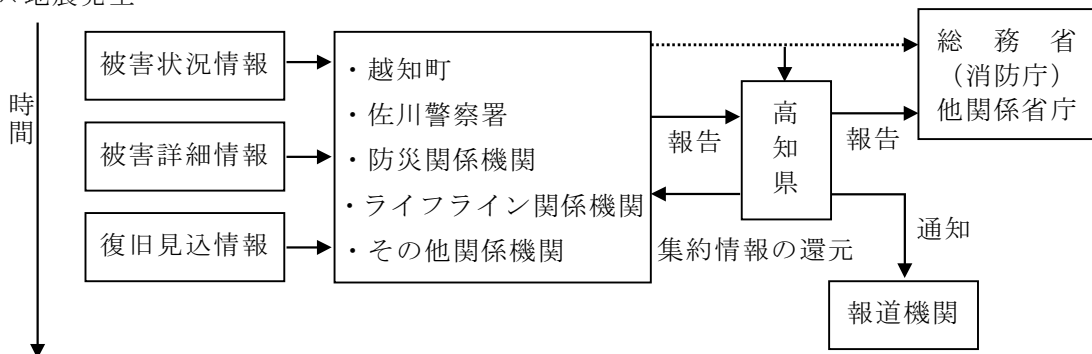 時間
被害状況情報
被害詳細情報
復旧見込情報
・越知町
・佐川警察署
・防災関係機関
・ライフライン関係機関
・その他関係機関
報告
集約情報の還元
高知県
報告
通知
総務省
(消防庁)
他関係省庁
報道機関